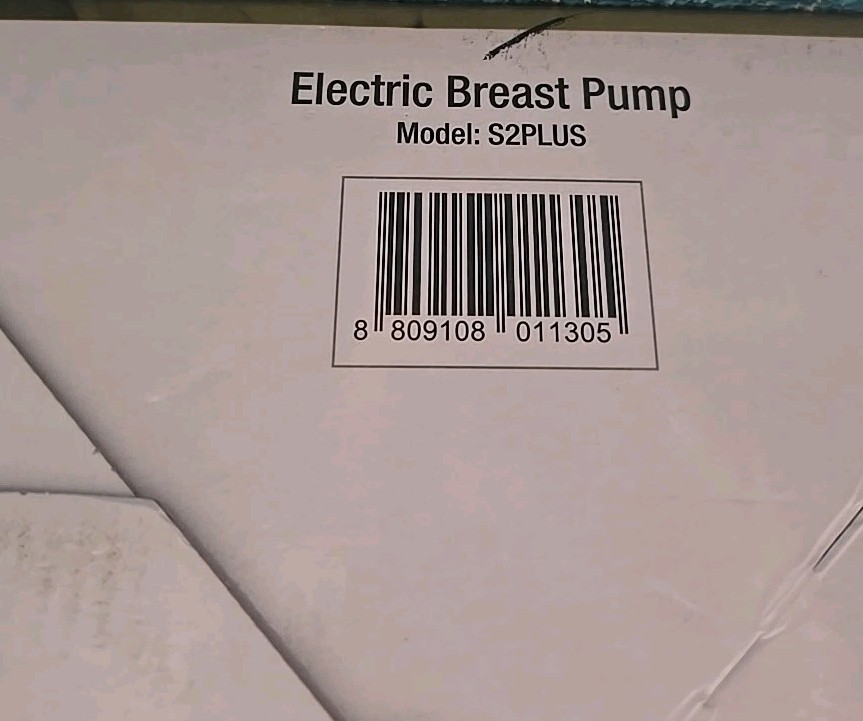 Electric Breast Pump
Model: S2PLUS
8 809108 011305